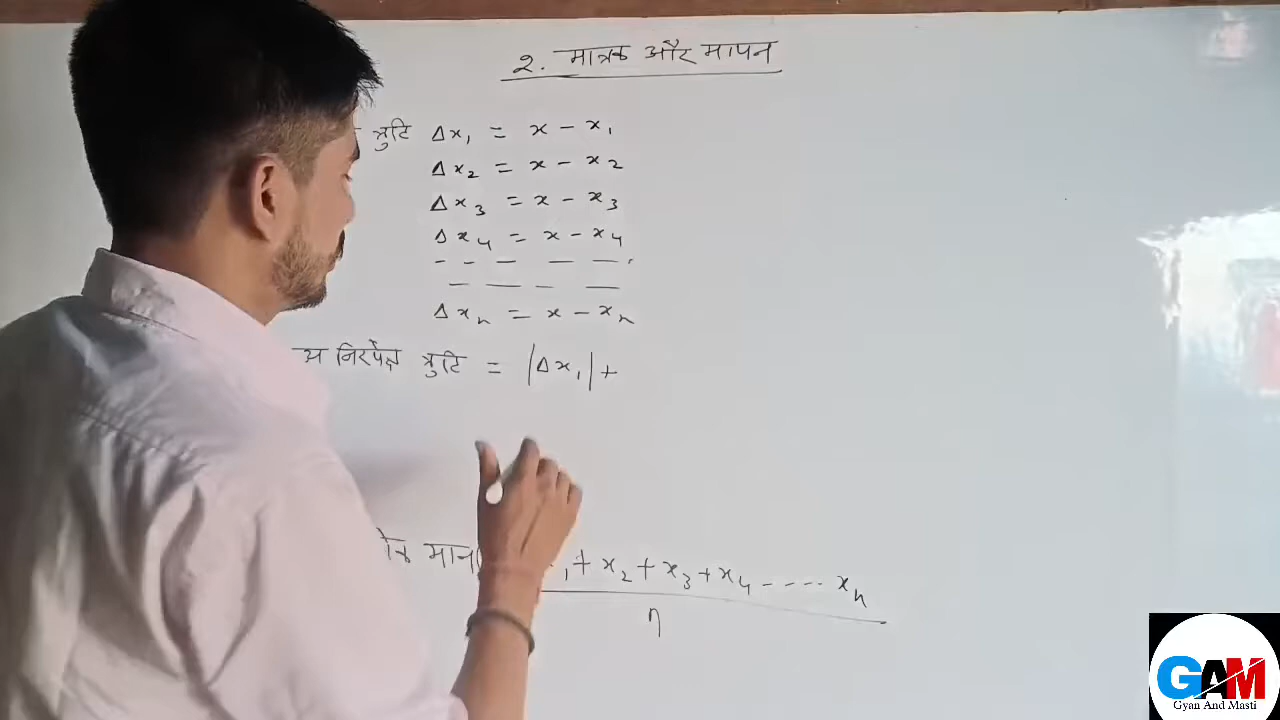 2. मात्रक और मापन
त्रुटि Δx₁ = x - x₁
Δx₂ = x - x₂
Δx₃ = x - x₃
Δx₄ = x - x₄
- - - - -
- - - -
Δxₙ = x - xₙ
निरपेक्ष त्रुटि = |Δx₁| +
मान
₁ + x₂ + x₃ + x₄ ----- xₙ
n
GAM
Gyan And Masti